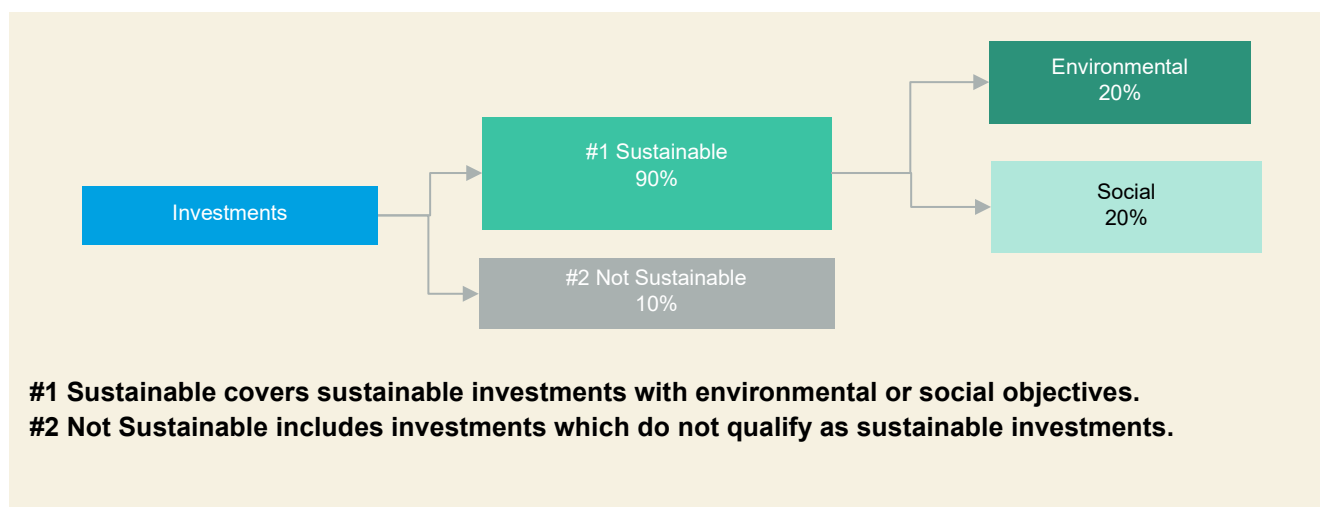 Investments
#1 Sustainable
90%
#2 Not Sustainable
10%
Environmental
20%
Social
20%
#1 Sustainable covers sustainable investments with environmental or social objectives.
#2 Not Sustainable includes investments which do not qualify as sustainable investments.